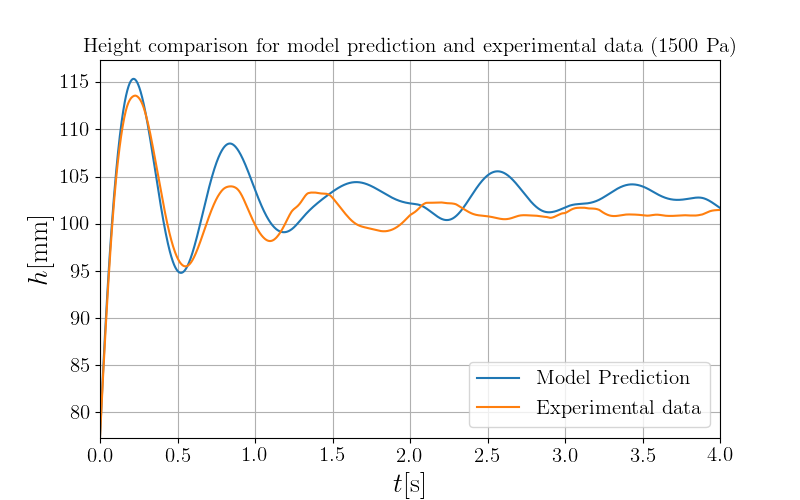 Height comparison for model prediction and experimental data (1500 Pa)
h[mm]
115
110
105
100
95
90
85
80
Model Prediction
Experimental data
0.0 0.5 1.0 1.5 2.0 2.5 3.0 3.5 4.0
t[s]